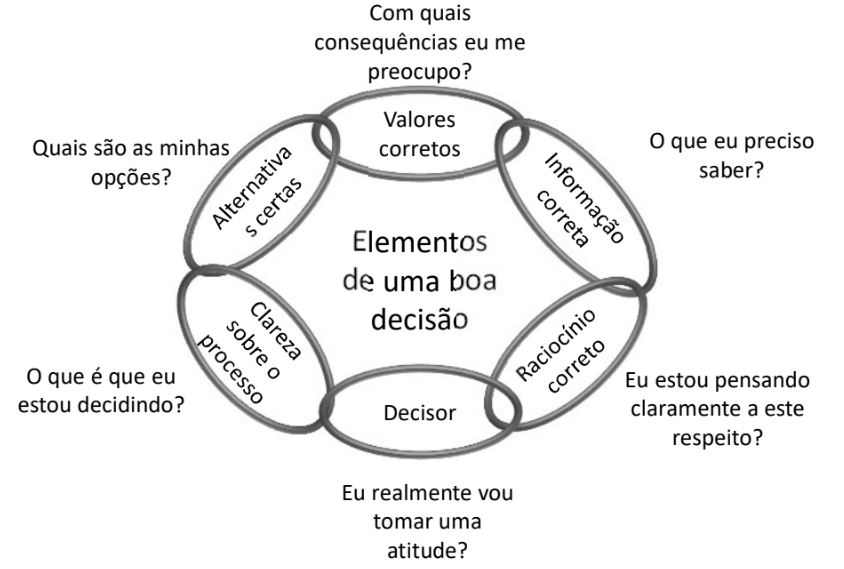 Com quais
consequências eu me
preocupo?
Valores
corretos
Quais são as minhas
opções?
Alternativa
s certas
O que eu preciso
saber?
Informação
correta
Elementos
de uma boa
decisão
Clareza
sobre o
processo
O que é que eu
estou decidindo?
Raciocínio
correto
Eu estou pensando
claramente a este
respeito?
Decisor
Eu realmente vou
tomar uma
atitude?